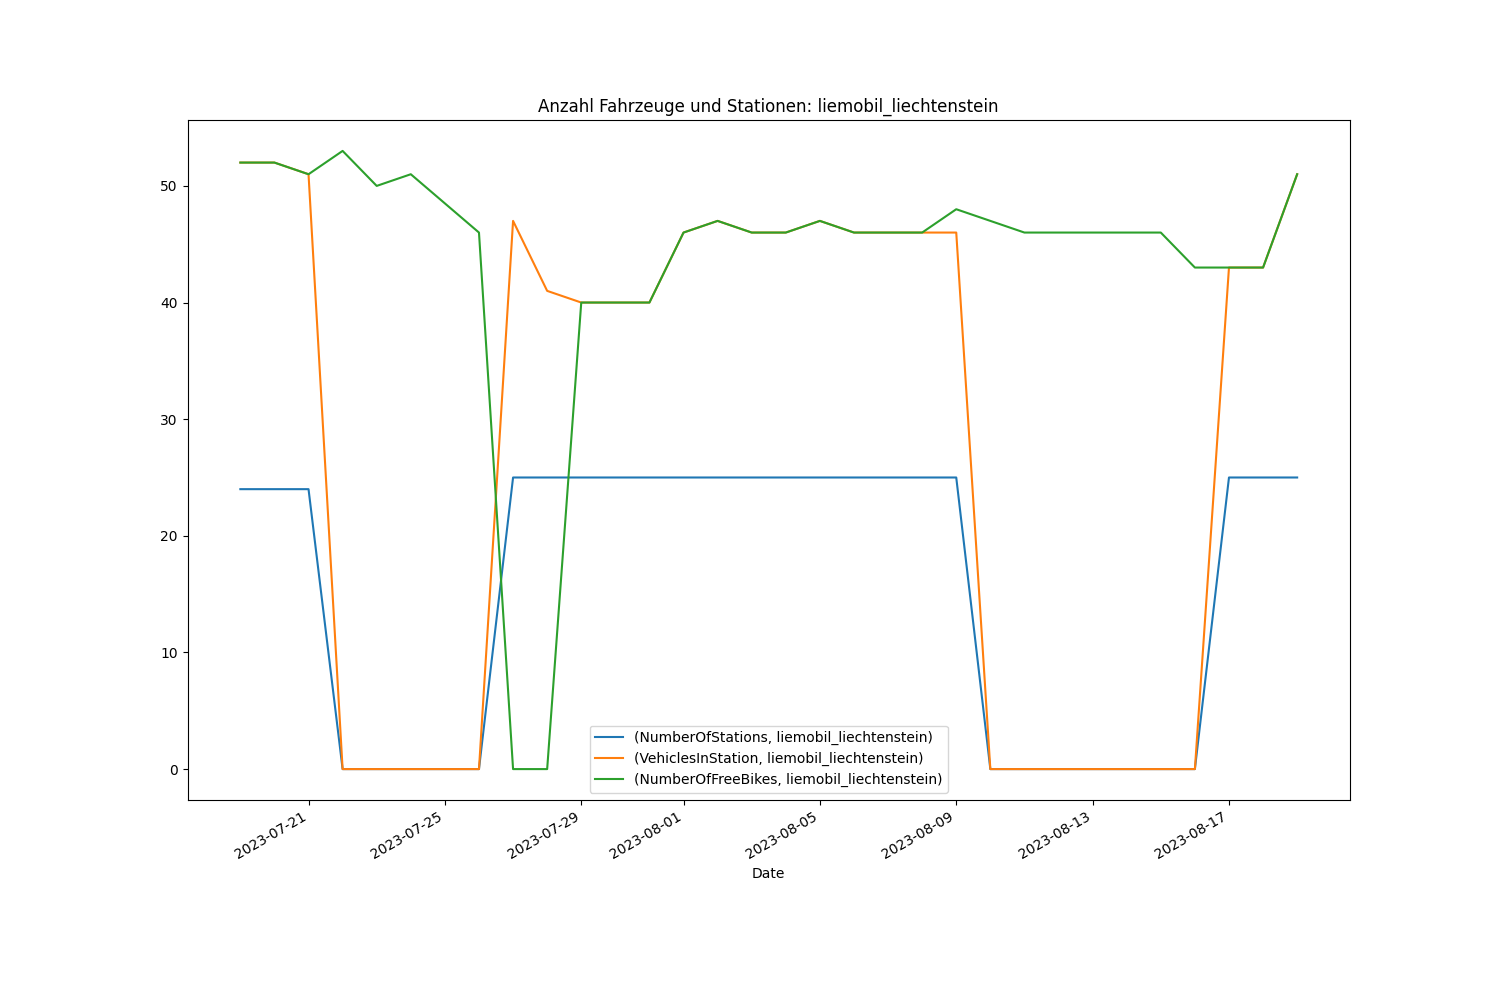 Anzahl Fahrzeuge und Stationen: liemobil_liechtenstein
50
40
30
20
10
0
(NumberOfStations, liemobil_liechtenstein)
(VehiclesInStation, liemobil_liechtenstein)
(NumberOfFreeBikes, liemobil_liechtenstein)
2023-07-21
2023-07-25
2023-07-29
2023-08-01
2023-08-05
2023-08-09
2023-08-13
2023-08-17
Date